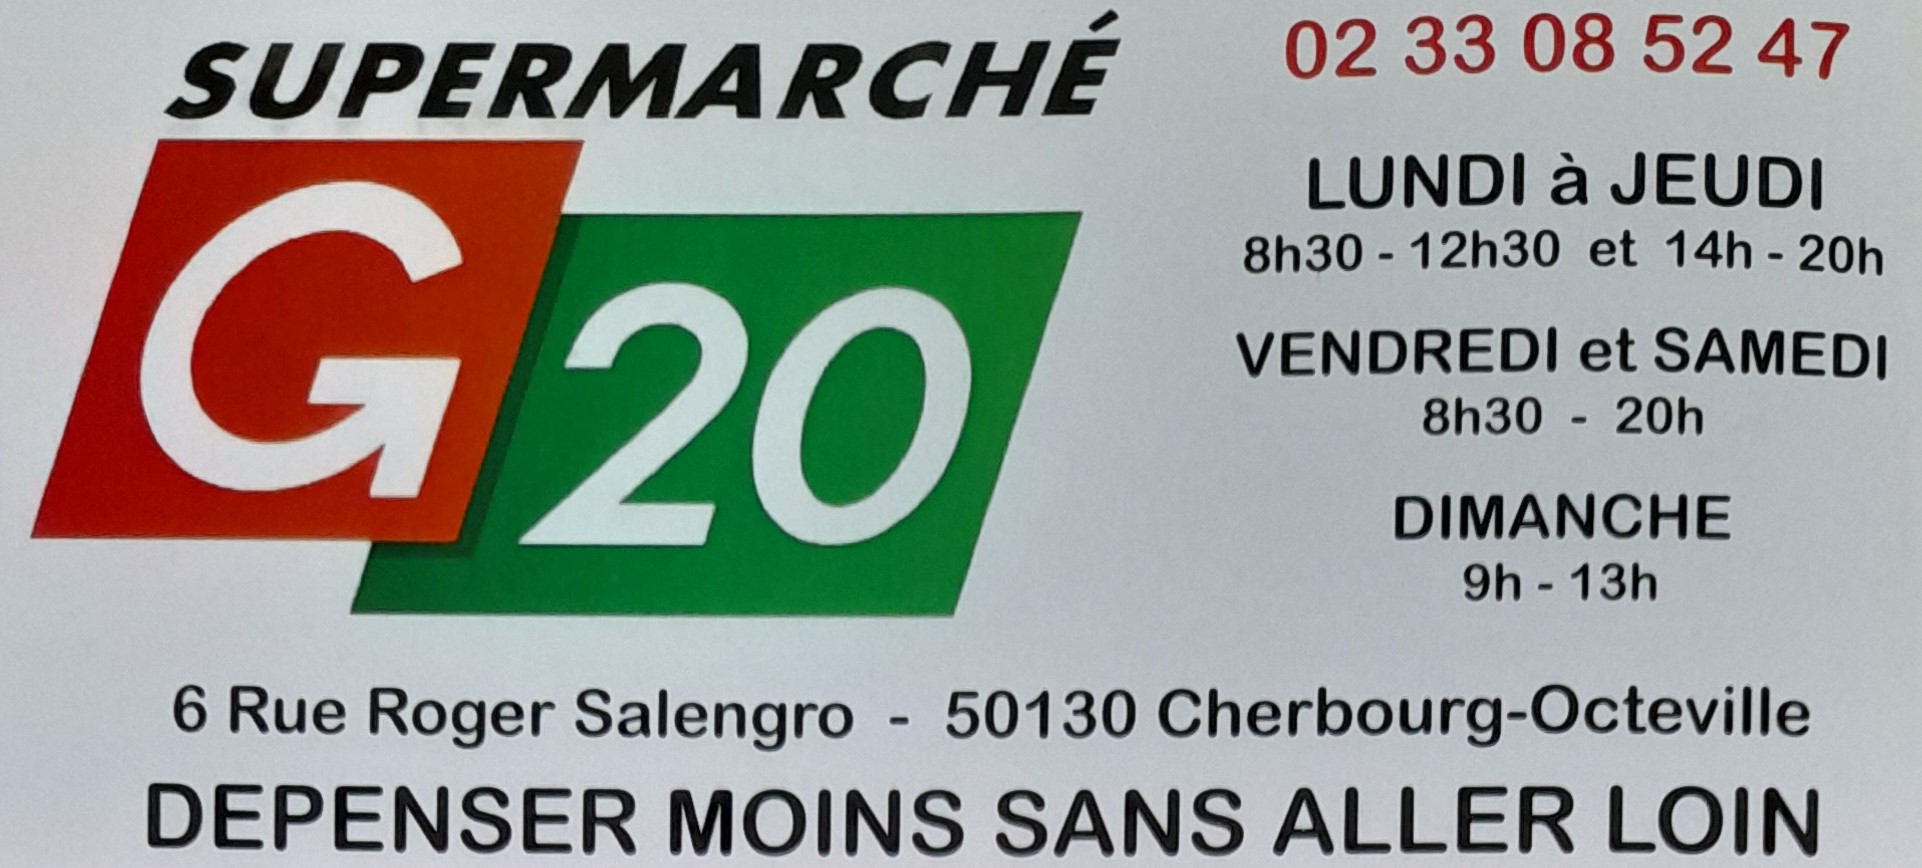 SUPERMARCHÉ
G20
02 33 08 52 47
LUNDI à JEUDI
8h30 - 12h30 et 14h - 20h
VENDREDI et SAMEDI
8h30 - 20h
DIMANCHE
9h - 13h
6 Rue Roger Salengro - 50130 Cherbourg-Octeville
DEPENSER MOINS SANS ALLER LOIN